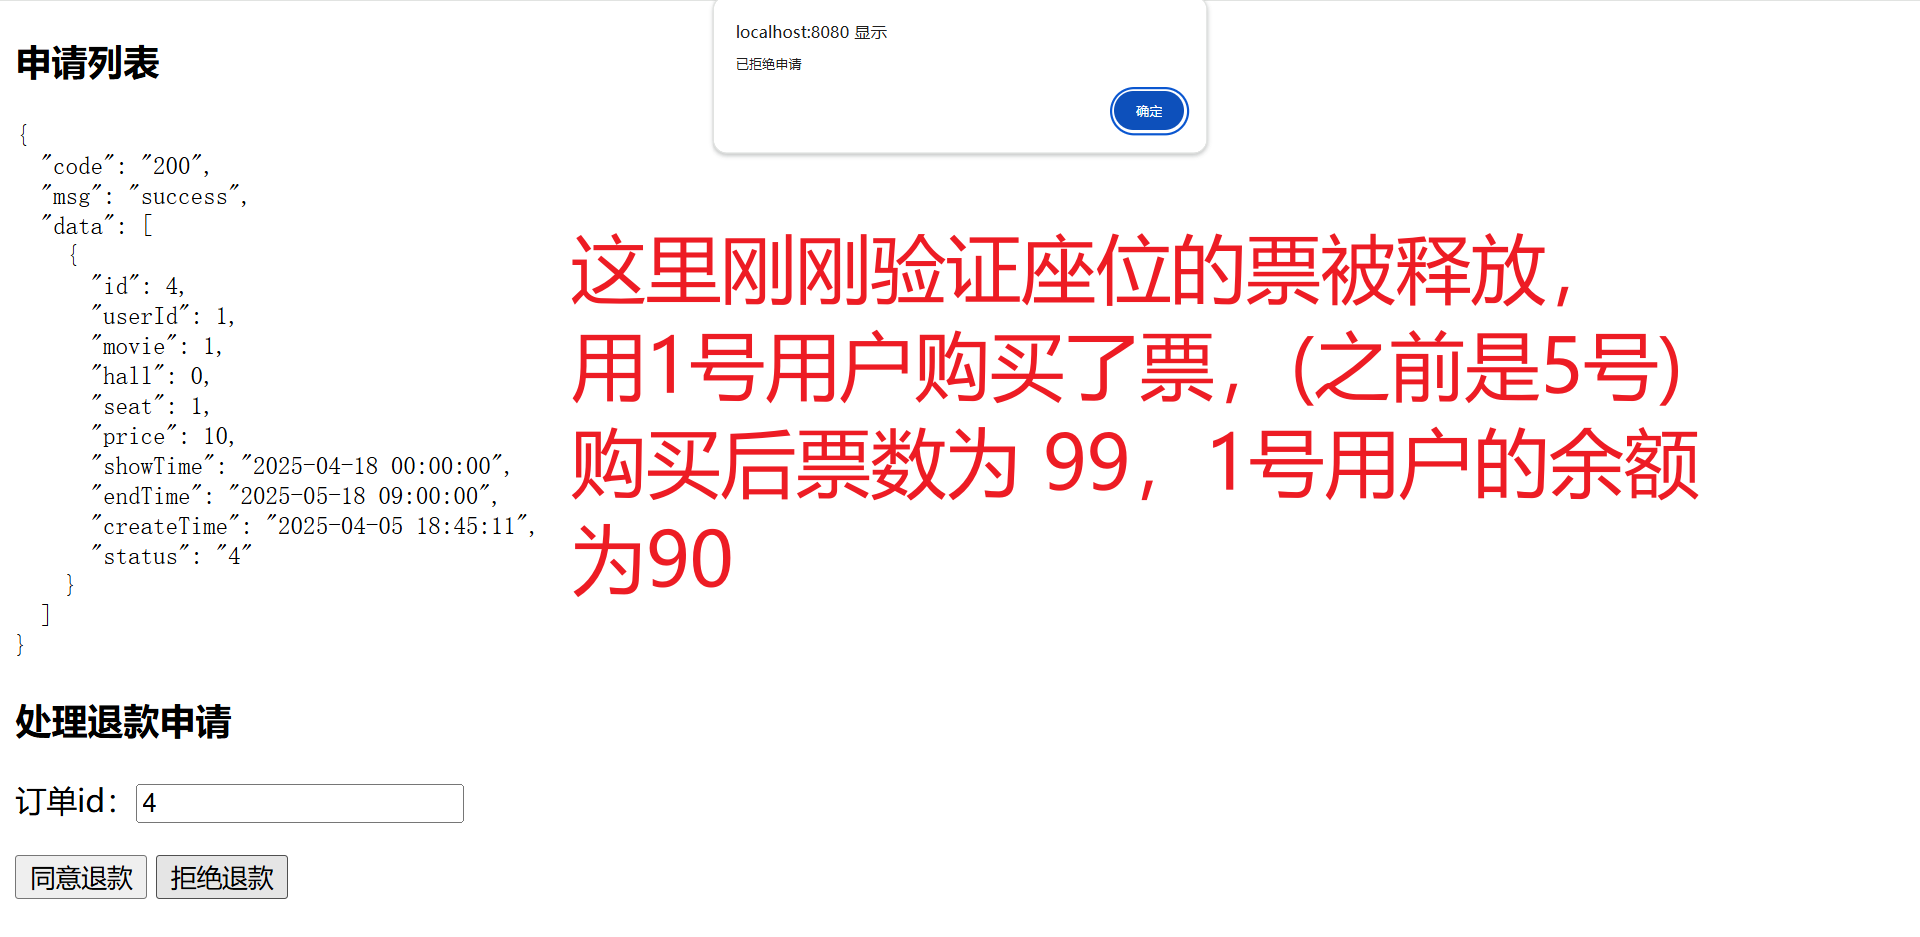 localhost:8080 显示
已拒绝申请
确定
申请列表
{
"code": "200",
"msg": "success",
"data": [
{
"id": 4,
"userId": 1,
"movie": 1,
"hall": 0,
"seat": 1,
"price": 10,
"showTime": "2025-04-18 00:00:00",
"endTime": "2025-05-18 09:00:00",
"createTime": "2025-04-05 18:45:11",
"status": "4"
}
]
}
这里刚刚验证座位的票被释放，
用1号用户购买了票，(之前是5号)
购买后票数为 99，1号用户的余额
为90
处理退款申请
订单id： 4
同意退款 拒绝退款